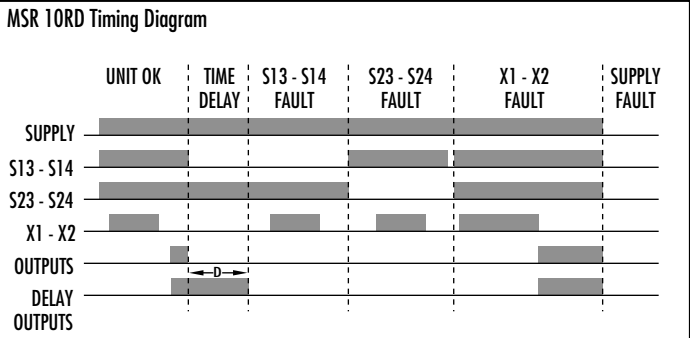 MSR 10RD Timing Diagram
UNIT OK
TIME
DELAY
S13 - S14
FAULT
S23 - S24
FAULT
X1 - X2
FAULT
SUPPLY
FAULT
SUPPLY
S13 - S14
S23 - S24
X1 - X2
OUTPUTS
D
DELAY
OUTPUTS